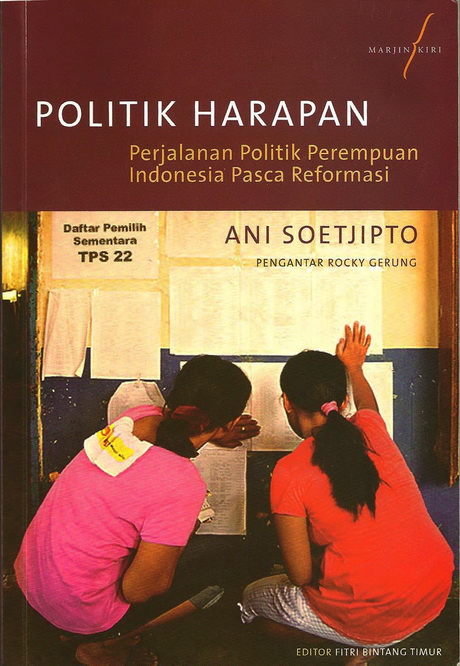 MARJIN KIRI
POLITIK HARAPAN
Perjalanan Politik Perempuan
Indonesia Pasca Reformasi
Daftar Pemilih
Sementara
TPS 22
ANI SOETJIPTO
PENGANTAR ROCKY GERUNG
EDITOR FITRI BINTANG TIMUR